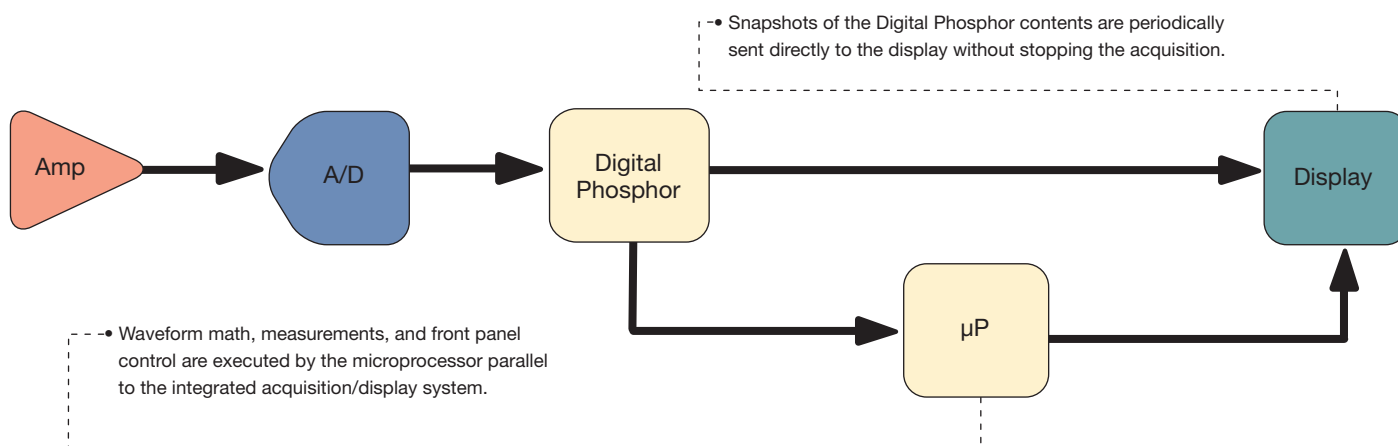 • Snapshots of the Digital Phosphor contents are periodically
sent directly to the display without stopping the acquisition.
Amp
A/D
Digital
Phosphor
Display
µP
• Waveform math, measurements, and front panel
control are executed by the microprocessor parallel
to the integrated acquisition/display system.